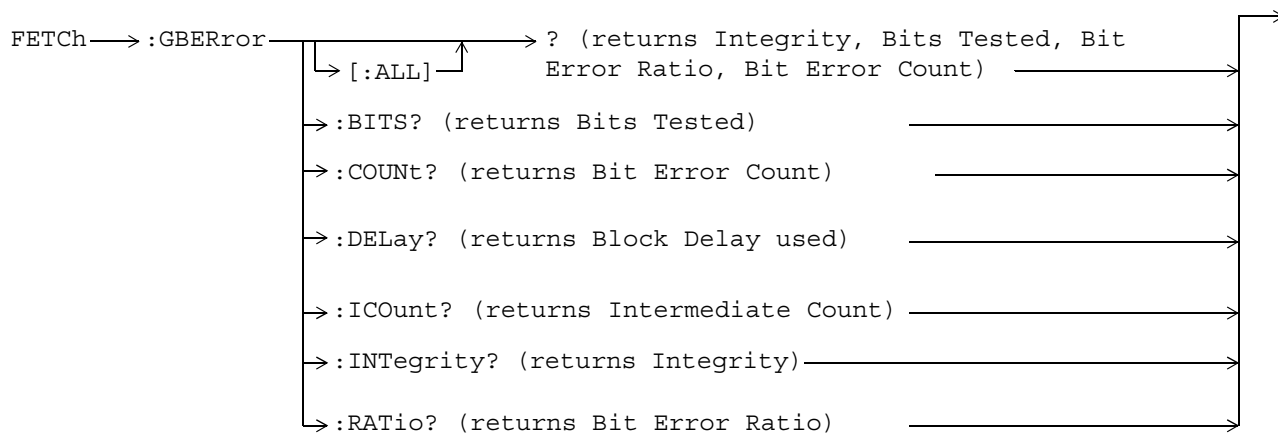 FETCh :GBERror ? (returns Integrity, Bits Tested, Bit
[:ALL] Error Ratio, Bit Error Count)
:BITS? (returns Bits Tested)
:COUNt? (returns Bit Error Count)
:DELay? (returns Block Delay used)
:ICOunt? (returns Intermediate Count)
:INTegrity? (returns Integrity)
:RATio? (returns Bit Error Ratio)